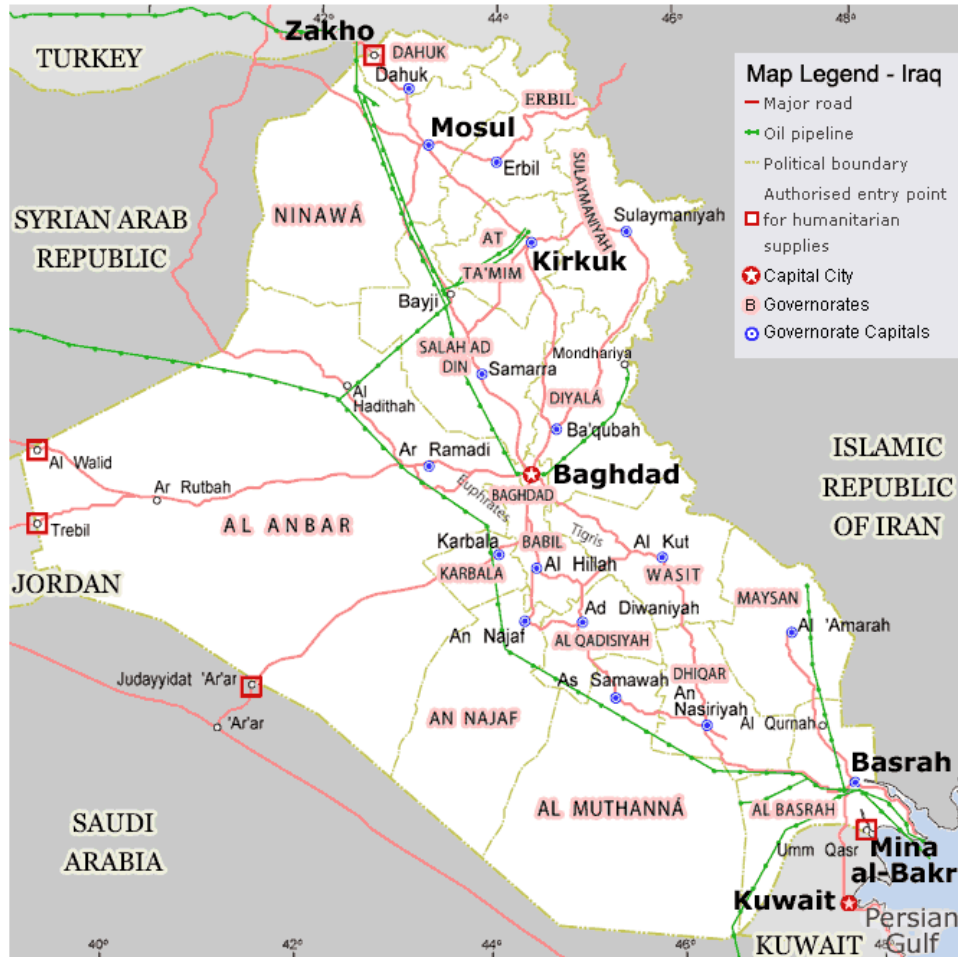 42°
44°
48°
Zakho
TURKEY
DAHUK
Dahuk
ERBIL
Mosul
Erbil
Map Legend - Iraq
Major road
Oil pipeline
Political boundary
Authorised entry point
for humanitarian
supplies
Capital City
B Governorates
Governorate Capitals
SYRIAN ARAB
REPUBLIC
NINAWÁ
SULAYMANIYAH
Sulaymaniyah
AT
TA'MIM
Kirkuk
Bayji
SALAH AD
DIN
Samarra
Mondhariya
DIYALÁ
Al
Hadithah
Ba'qubah
Al Walid
Ar Ramadi
Baghdad
ISLAMIC
REPUBLIC
OF IRAN
Ar Rutbah
Euphrates
BAGHDAD
Trebil
AL ANBAR
Tigris
JORDAN
Karbala
BABIL
Al Kut
KARBALA
Al Hillah
WASIT
MAYSAN
Ad Diwaniyah
An Najaf
AL QADISIYAH
Al 'Amarah
Judayyidat 'Ar'ar
As Samawah
DHIQAR
'Ar'ar
AN NAJAF
An
Nasiriyah
Al Qurnah
Basrah
AL MUTHANNÁ
AL BASRAH
SAUDI
ARABIA
Umm Qasr
Mina
al-Bakr
Kuwait
Persian
Gulf
KUWAIT
40°
42°
44°
46°
48°